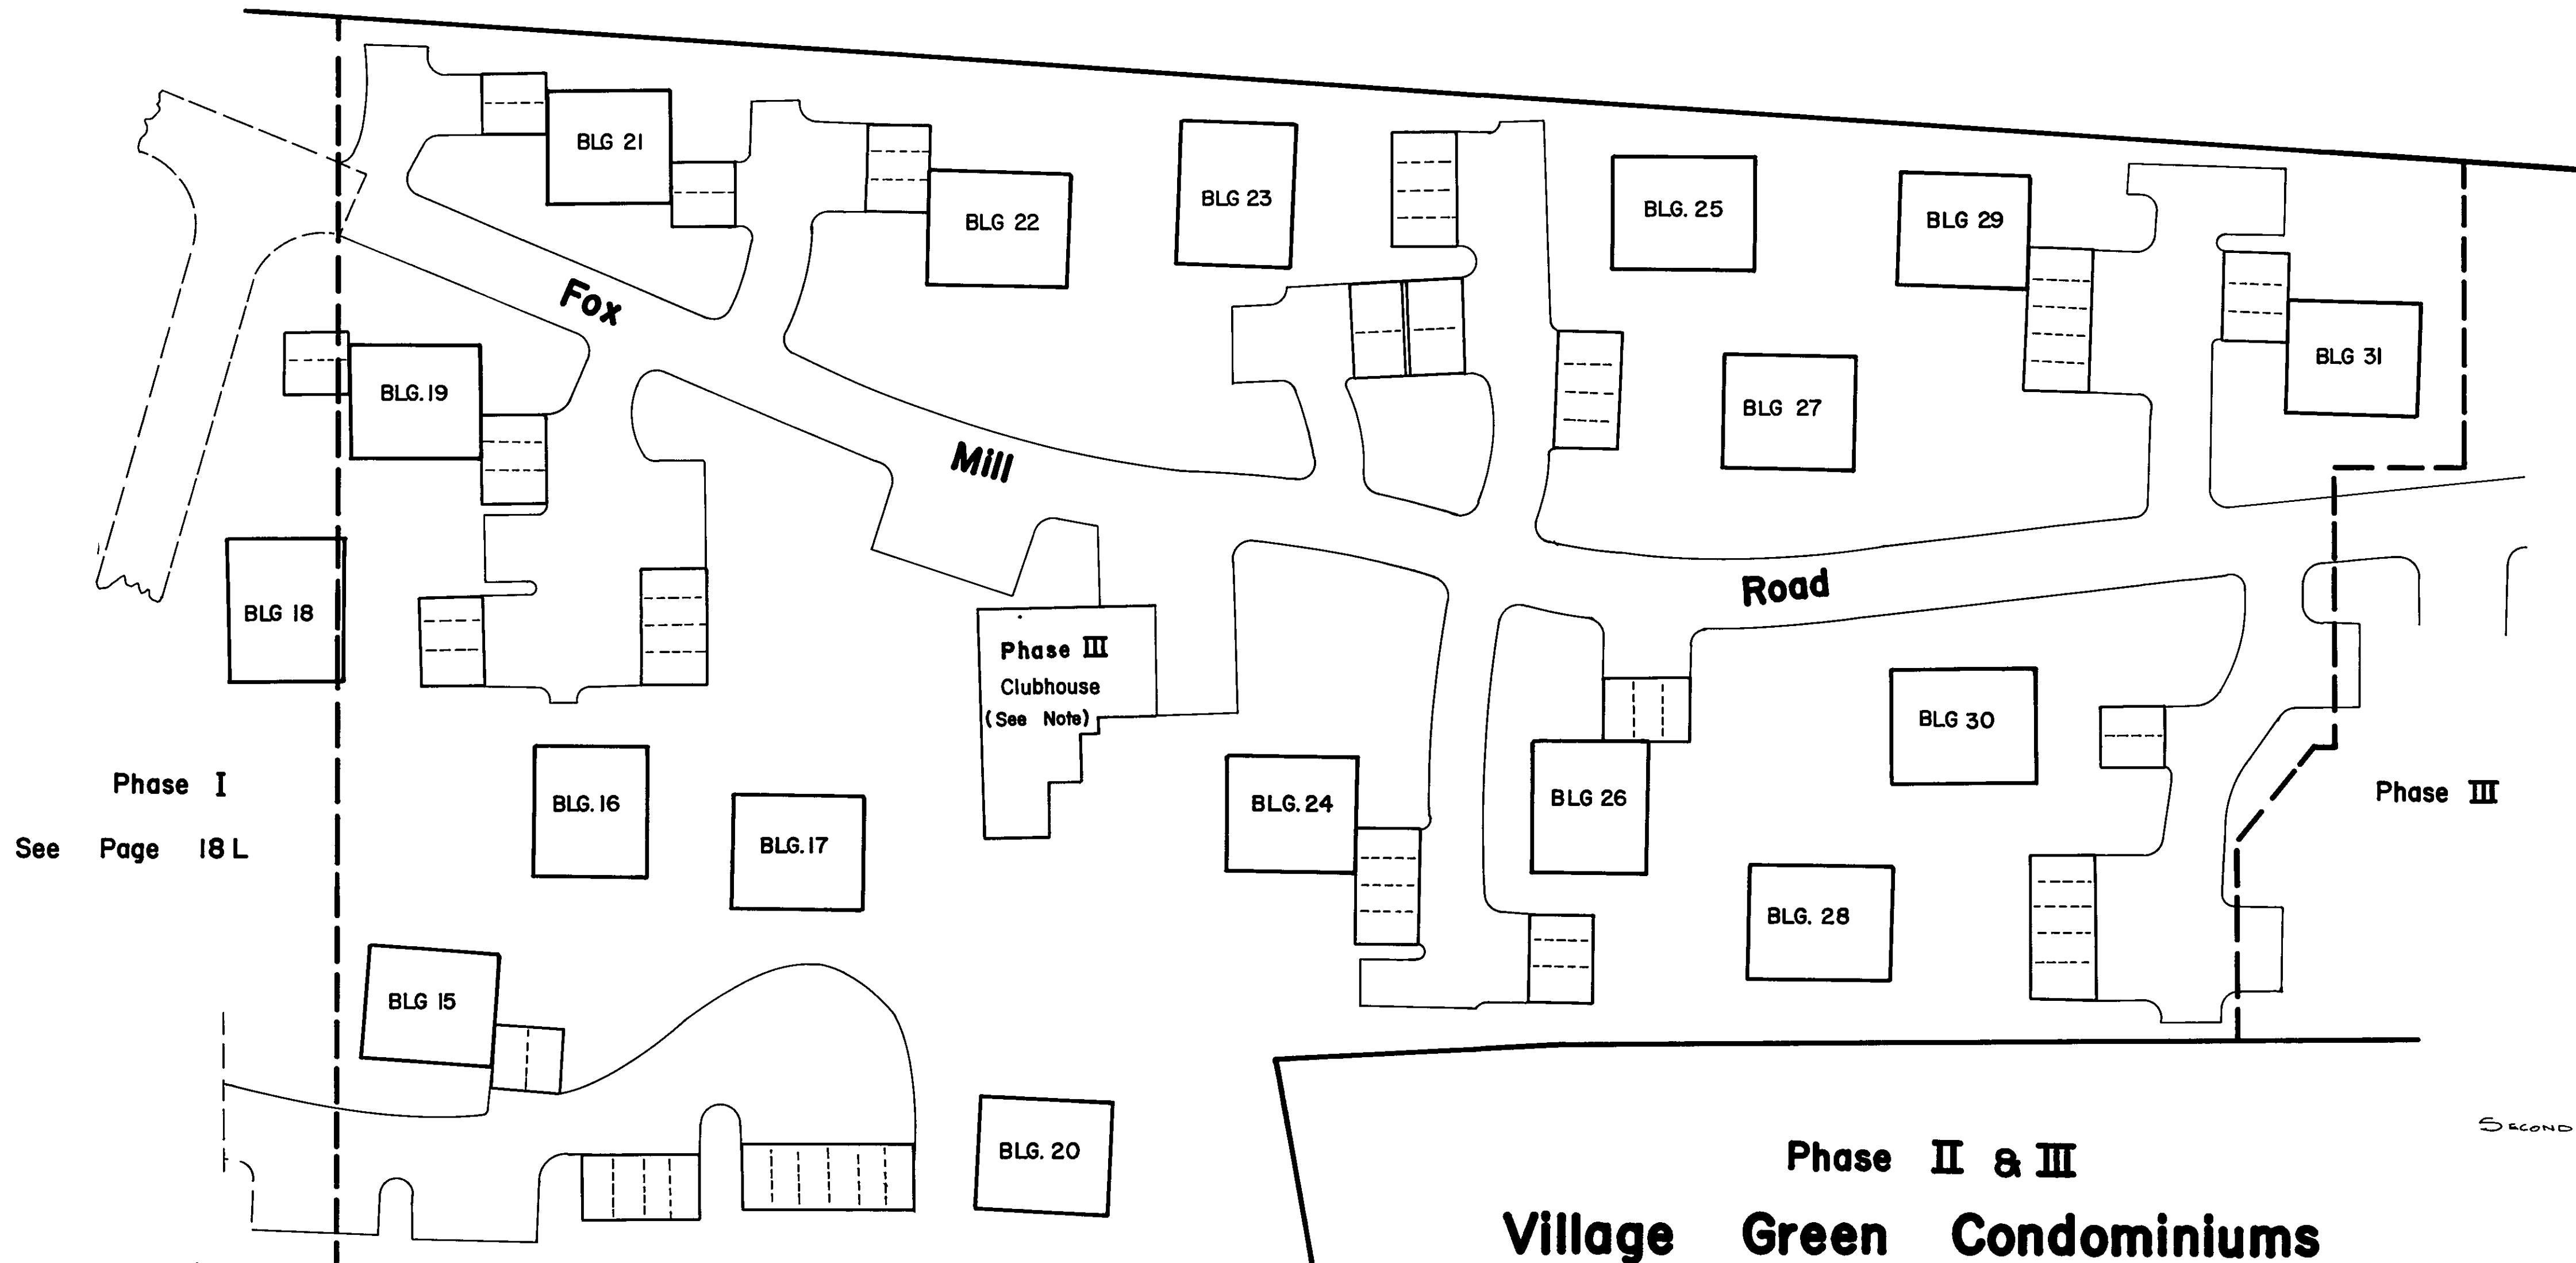 BLG 21
BLG 22
BLG 23
BLG. 25
BLG 29
BLG 31
Fox
Mill
Road
BLG. 19
BLG 27
BLG 18
Phase III
Clubhouse
(See Note)
BLG 30
Phase I
See Page 18 L
BLG. 16
BLG. 17
BLG. 24
BLG 26
Phase III
BLG. 28
BLG 15
BLG. 20
SECOND
Phase II & III
Village Green Condominiums